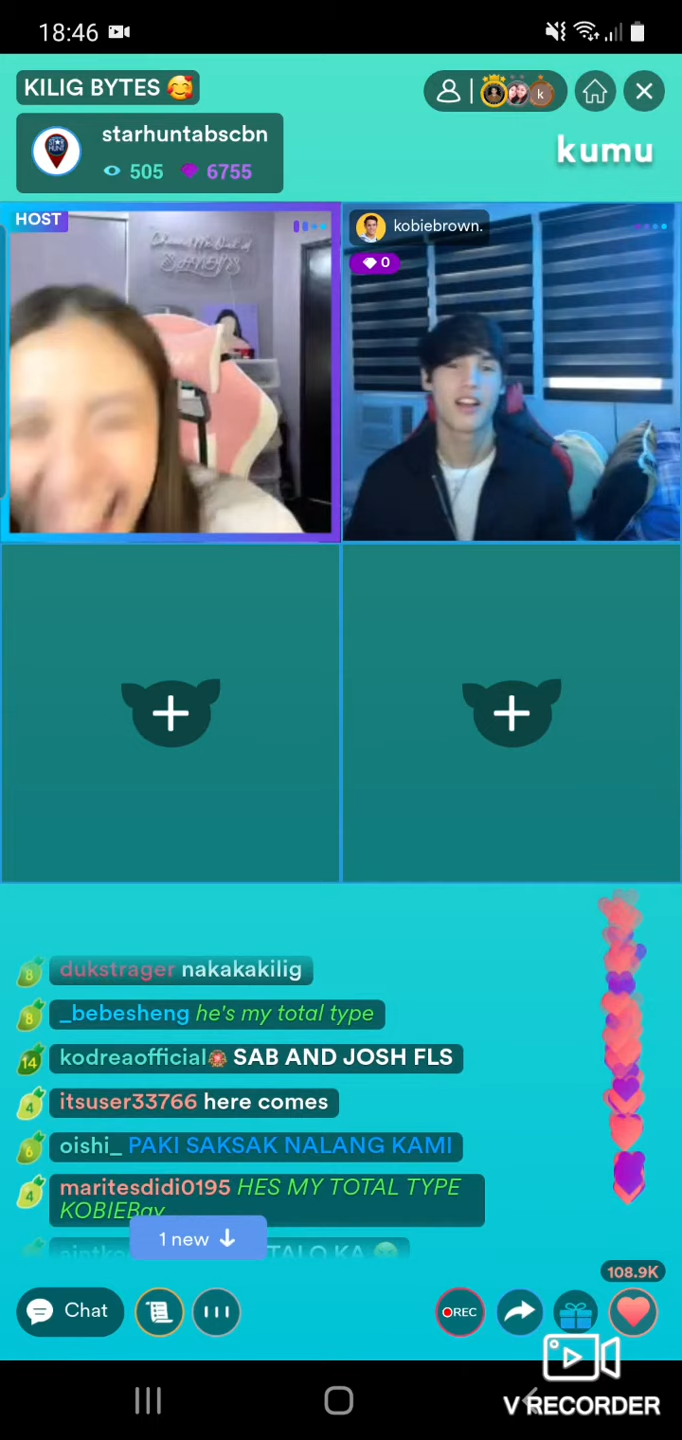 18:46
KILIG BYTES 🥰
k
starhuntabscbn
505 6755
kumu
HOST
kobiebrown.
0
8 dukstrager nakakakilig
8 _bebesheng he's my total type
14 kodreaofficial SAB AND JOSH FLS
4 itsuser33766 here comes
6 oishi_ PAKI SAKSAK NALANG KAMI
4 maritesdidi0195 HES MY TOTAL TYPE
KOBIEBay
1 new ↓
TALO KA
108.9K
Chat
REC
V RECORDER